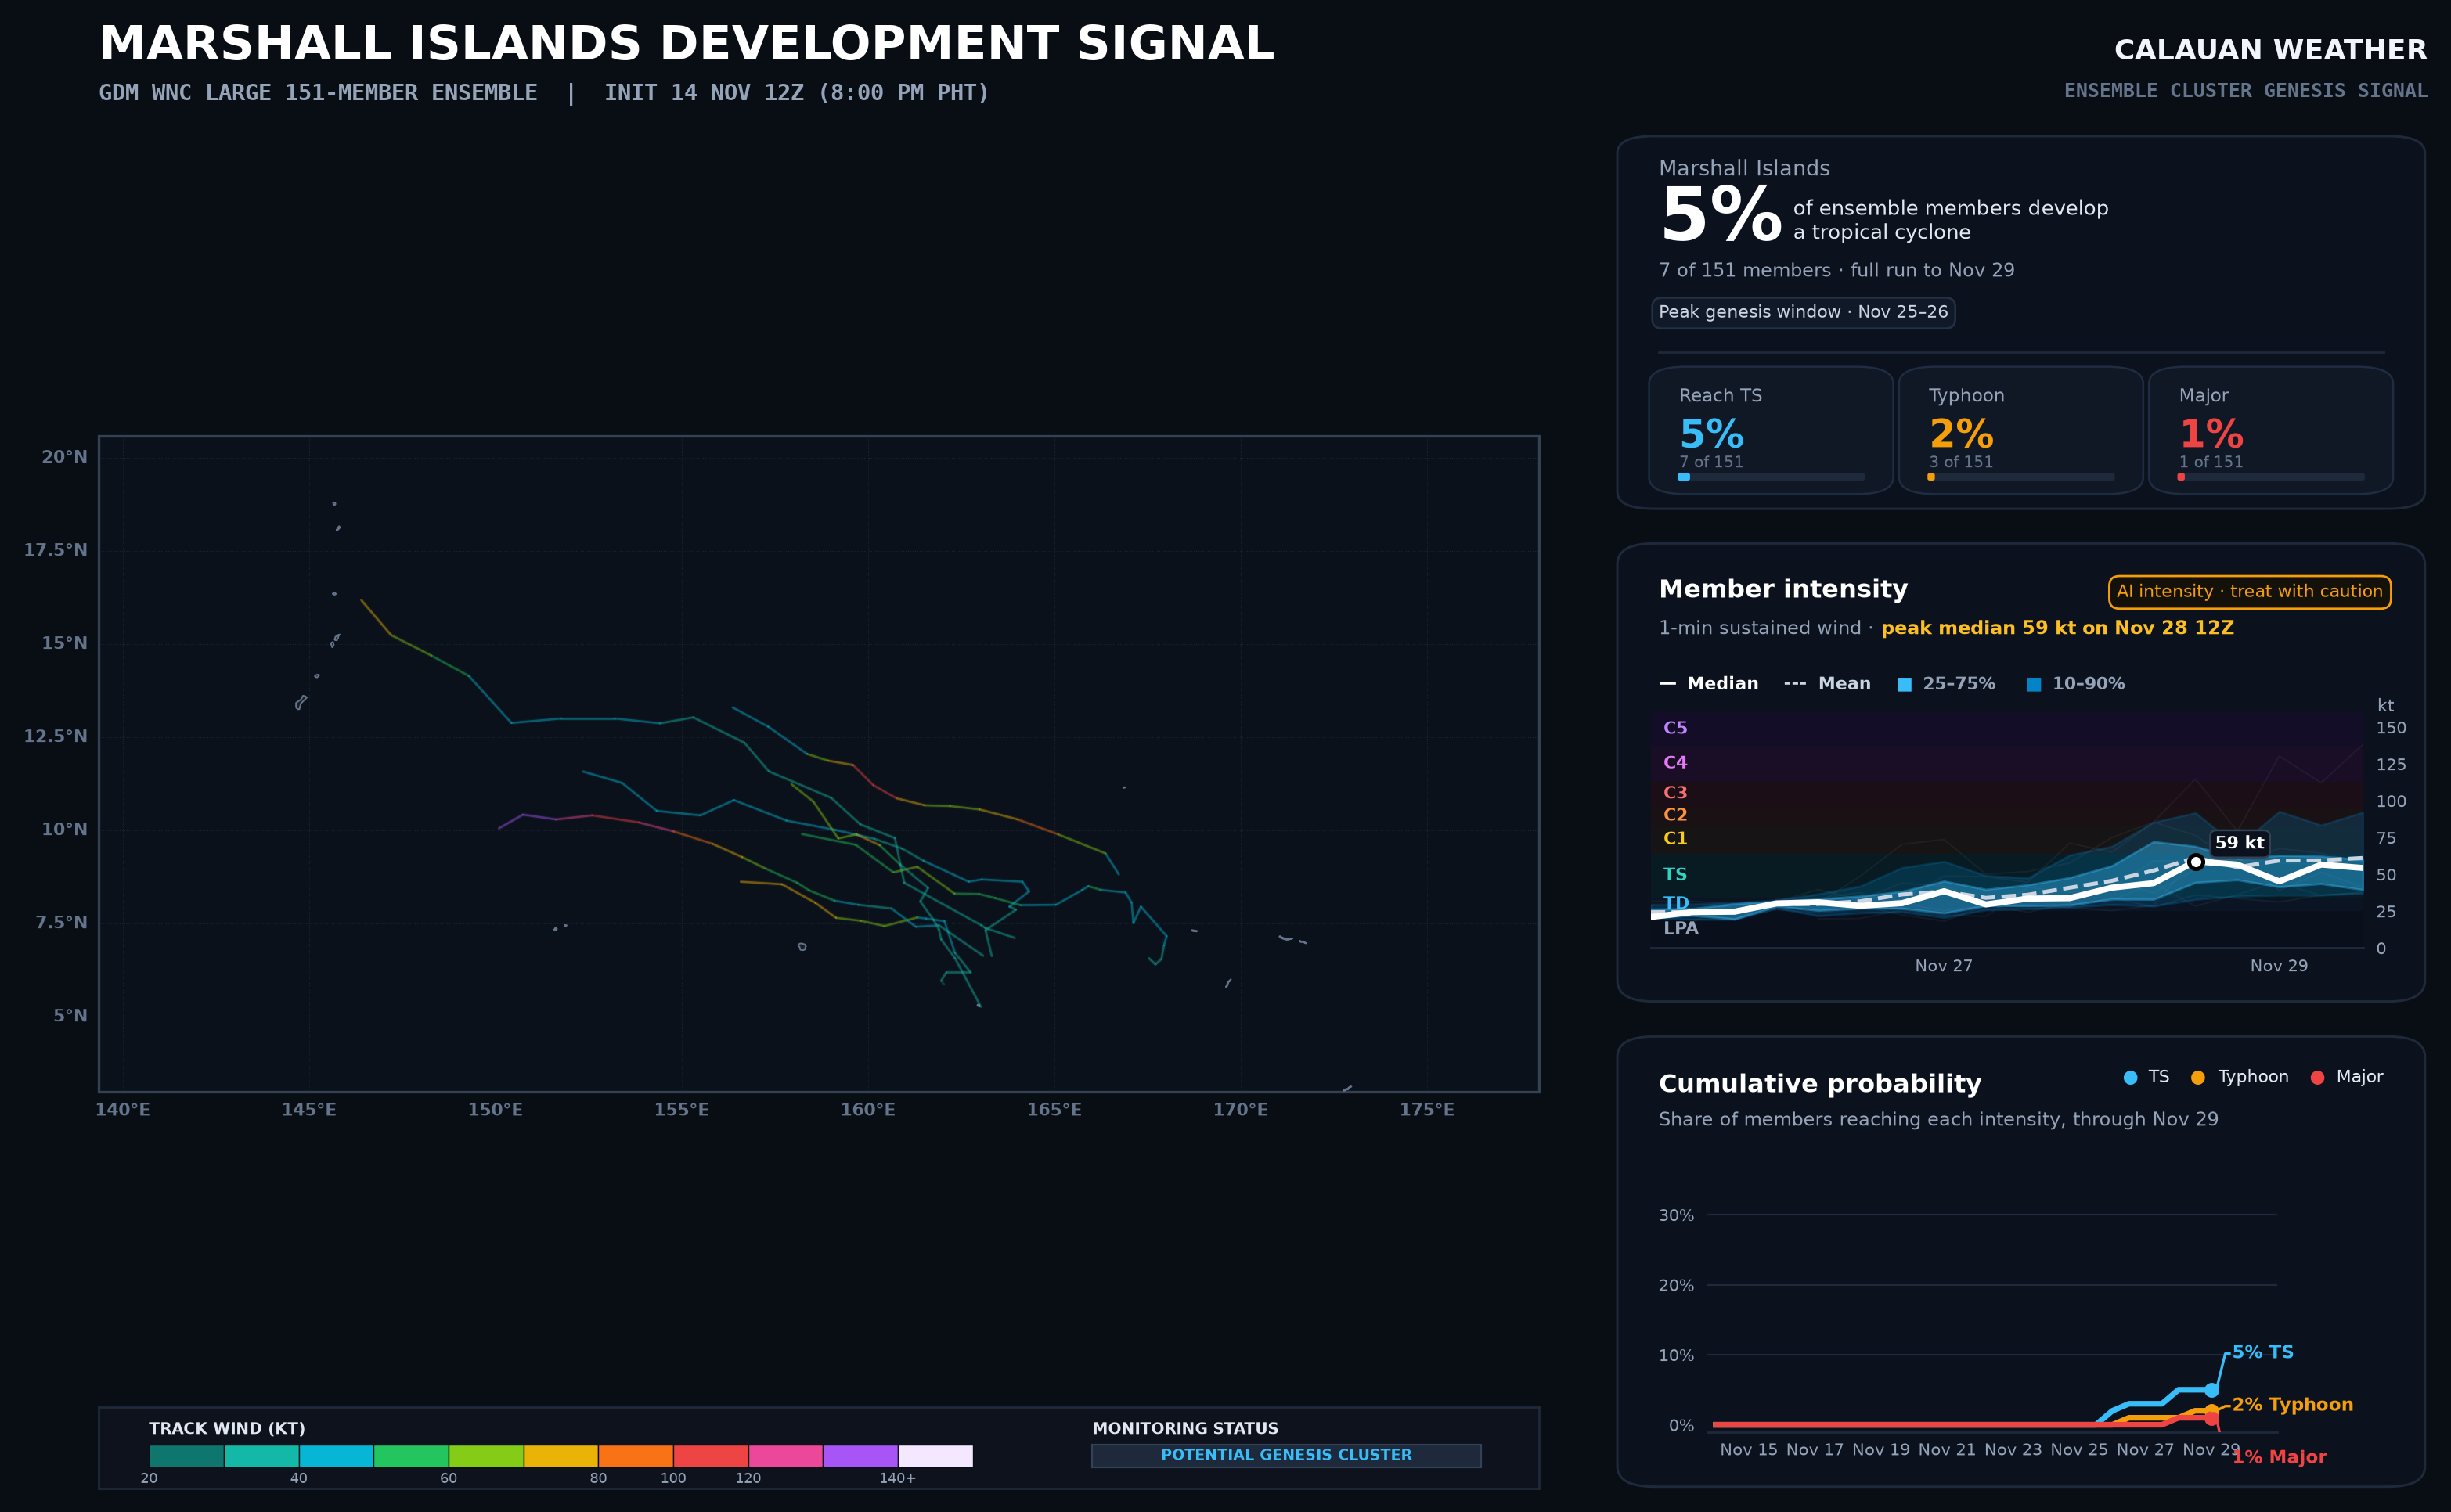 MARSHALL ISLANDS DEVELOPMENT SIGNAL
GDM WNC LARGE 151-MEMBER ENSEMBLE | INIT 14 NOV 12Z (8:00 PM PHT)
CALAUAN WEATHER
ENSEMBLE CLUSTER GENESIS SIGNAL
20°N
17.5°N
15°N
12.5°N
10°N
7.5°N
5°N
140°E 145°E 150°E 155°E 160°E 165°E 170°E 175°E
TRACK WIND (KT)
20 40 60 80 100 120 140+
MONITORING STATUS
POTENTIAL GENESIS CLUSTER
Marshall Islands
5% of ensemble members develop
a tropical cyclone
7 of 151 members · full run to Nov 29
Peak genesis window · Nov 25–26
Reach TS
5%
7 of 151
Typhoon
2%
3 of 151
Major
1%
1 of 151
Member intensity
AI intensity · treat with caution
1-min sustained wind · peak median 59 kt on Nov 28 12Z
Median Mean 25–75% 10–90%
kt
C5
C4
C3
C2
C1
TS
TD
LPA
59 kt
150
125
100
75
50
25
0
Nov 27 Nov 29
Cumulative probability
TS Typhoon Major
Share of members reaching each intensity, through Nov 29
30%
20%
10%
0%
5% TS
2% Typhoon
1% Major
Nov 15 Nov 17 Nov 19 Nov 21 Nov 23 Nov 25 Nov 27 Nov 29